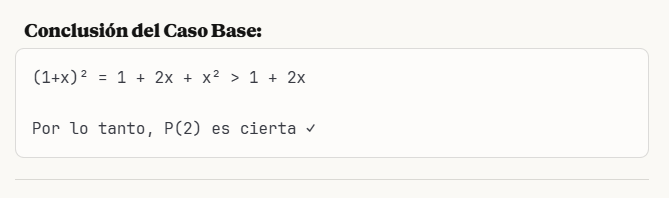 Conclusión del Caso Base:
(1+x)² = 1 + 2x + x² > 1 + 2x
Por lo tanto, P(2) es cierta ✓